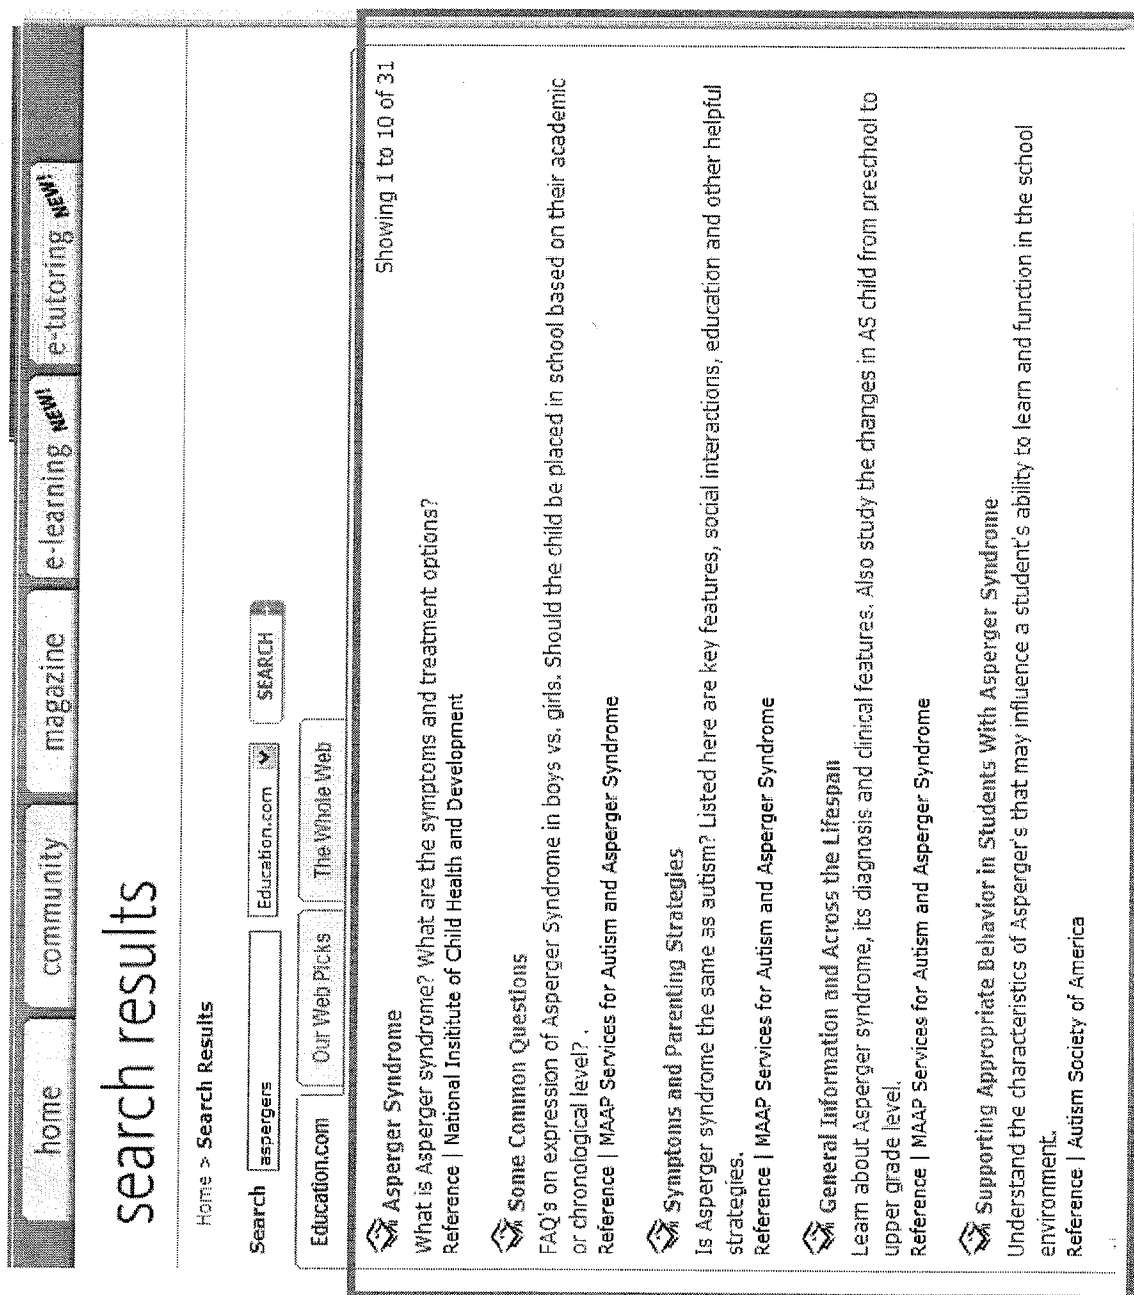 home community magazine e-learning NEW! e-tutoring NEW!
search results
Home > Search Results
Search aspergers Education.com SEARCH
Education.com Our Web Picks The Whole Web
Showing 1 to 10 of 31
Asperger Syndrome
What is Asperger syndrome? What are the symptoms and treatment options?
Reference | National Insititute of Child Health and Development
Some Common Questions
FAQ's on expression of Asperger Syndrome in boys vs. girls. Should the child be placed in school based on their academic
or chronological level? .
Reference | MAAP Services for Autism and Asperger Syndrome
Symptoms and Parenting Strategies
Is Asperger syndrome the same as autism? Listed here are key features, social interactions, education and other helpful
strategies.
Reference | MAAP Services for Autism and Asperger Syndrome
General Information and Across the Lifespan
Learn about Asperger syndrome, its diagnosis and clinical features. Also study the changes in AS child from preschool to
upper grade level.
Reference | MAAP Services for Autism and Asperger Syndrome
Supporting Appropriate Behavior in Students With Asperger Syndrome
Understand the characteristics of Asperger's that may influence a student's ability to learn and function in the school
environment.
Reference | Autism Society of America